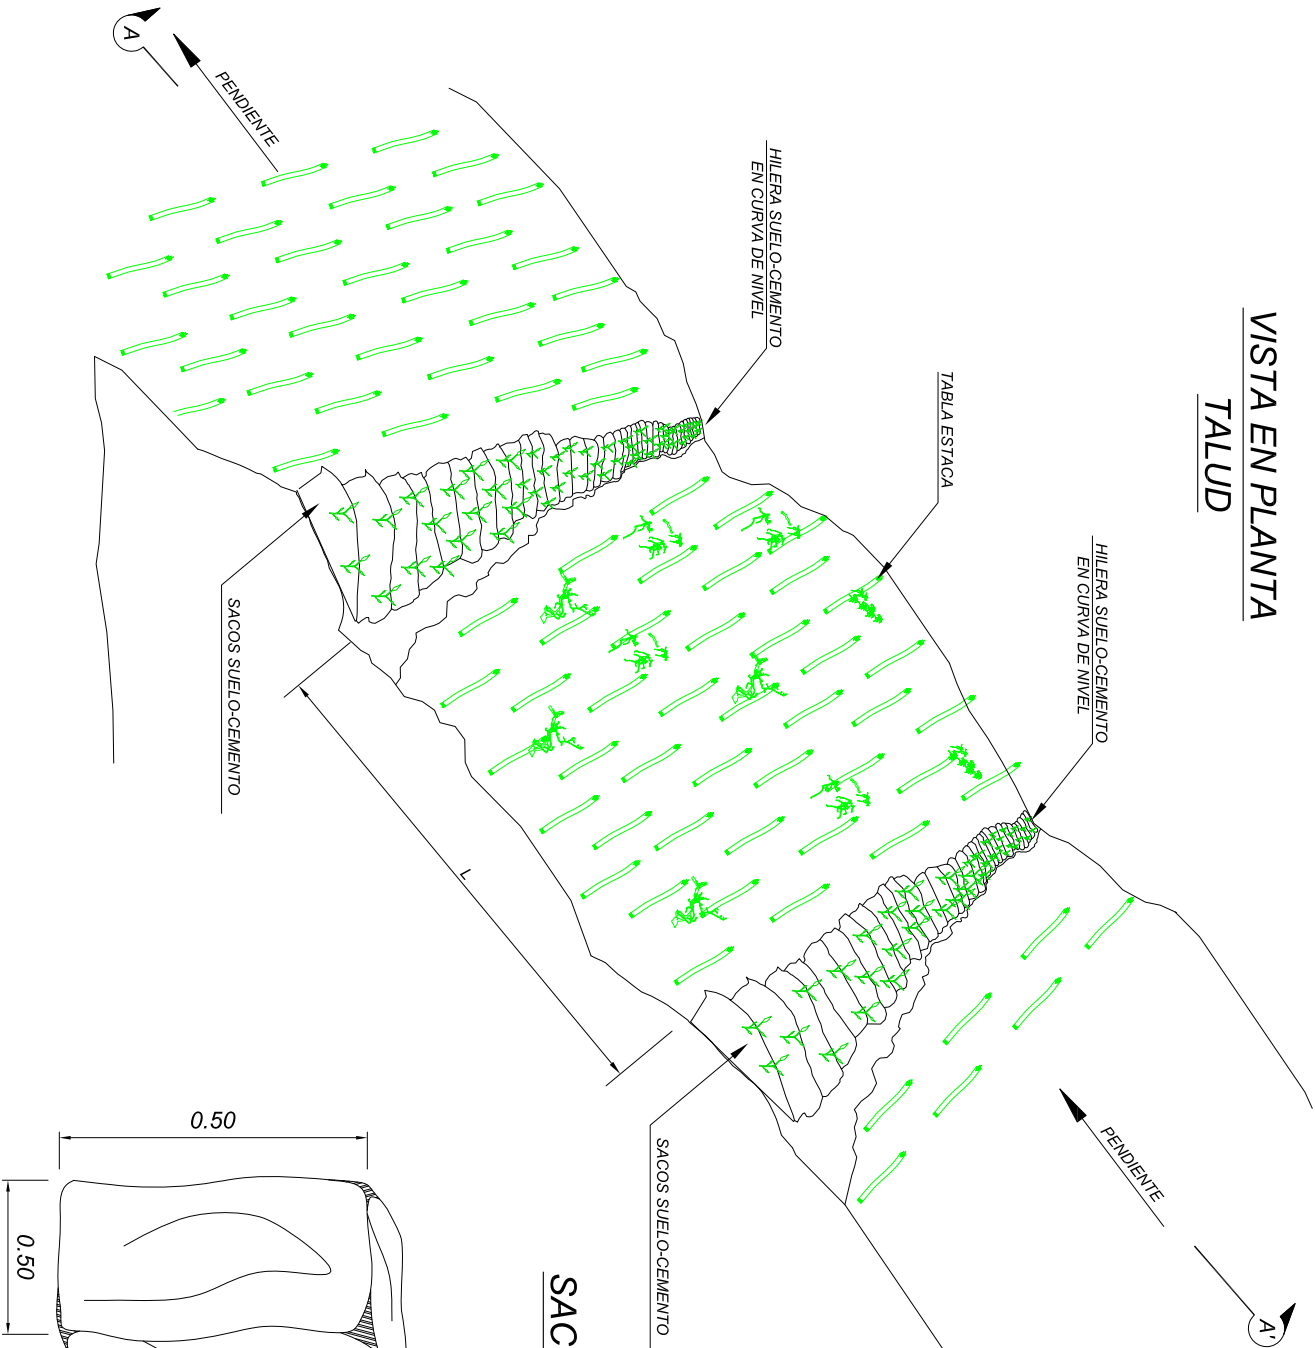 VISTA EN PLANTA
TALUD
A
PENDIENTE
HILERA SUELO-CEMENTO
EN CURVA DE NIVEL
TABLA ESTACA
HILERA SUELO-CEMENTO
EN CURVA DE NIVEL
SACOS SUELO-CEMENTO
L
SACOS SUELO-CEMENTO
PENDIENTE
A'
0.50
0.50
SAC